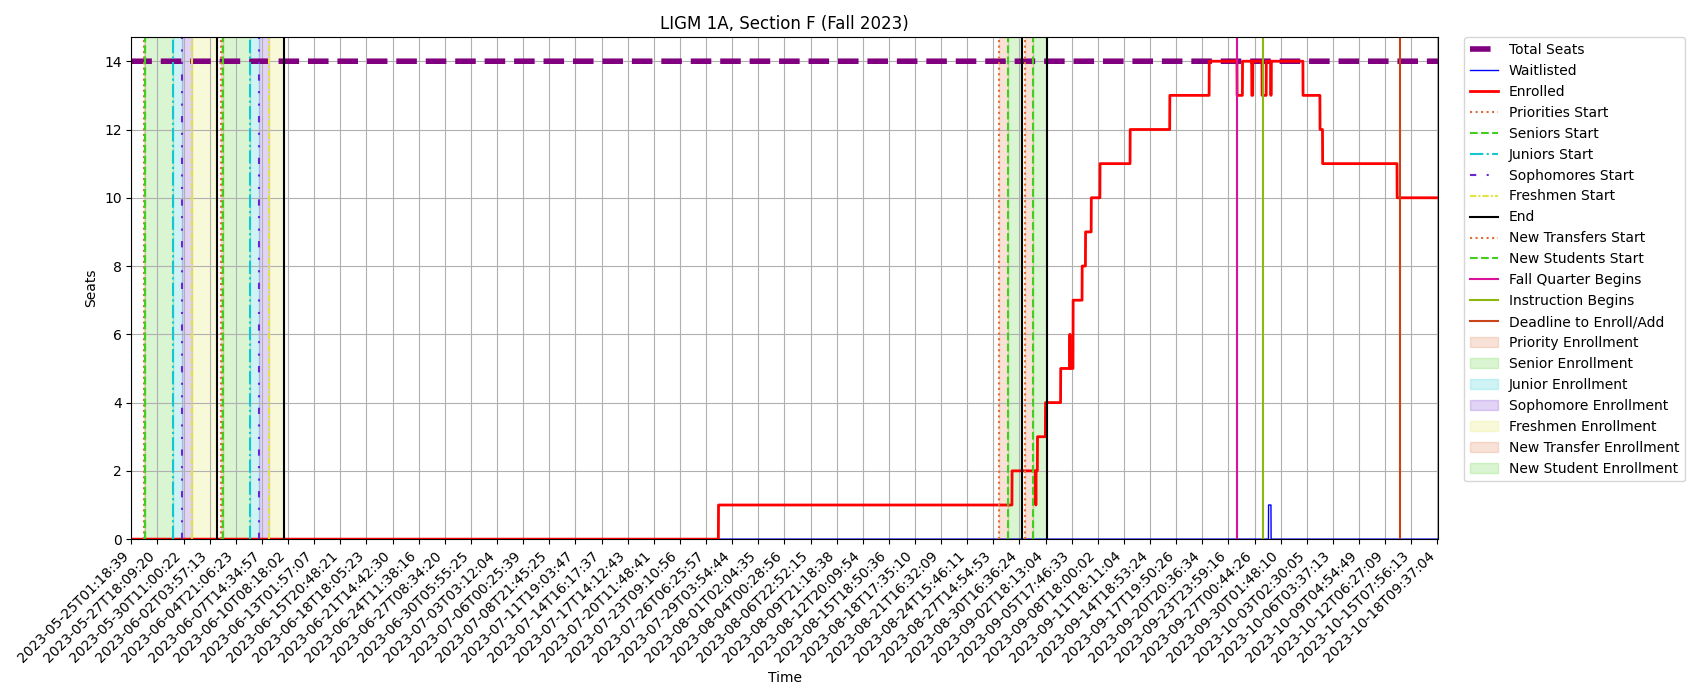 LIGM 1A, Section F (Fall 2023)
Seats
14
12
10
8
6
4
2
0
2023-05-25T01:18:39
2023-05-27T18:09:20
2023-05-30T11:00:22
2023-06-02T03:57:13
2023-06-04T21:06:23
2023-06-07T14:34:57
2023-06-10T08:18:02
2023-06-13T01:57:07
2023-06-15T20:48:21
2023-06-18T18:05:23
2023-06-21T14:42:30
2023-06-24T11:38:16
2023-06-27T08:34:20
2023-06-30T05:55:25
2023-07-03T03:12:04
2023-07-06T00:25:39
2023-07-08T21:45:25
2023-07-11T19:03:47
2023-07-14T16:17:37
2023-07-17T14:12:43
2023-07-20T11:48:41
2023-07-23T09:10:56
2023-07-26T06:25:57
2023-07-29T03:54:44
2023-08-01T02:04:35
2023-08-04T00:28:56
2023-08-06T22:52:15
2023-08-09T21:18:38
2023-08-12T20:09:54
2023-08-15T18:50:36
2023-08-18T17:35:10
2023-08-21T16:32:09
2023-08-24T15:46:11
2023-08-27T14:54:53
2023-08-30T16:36:24
2023-09-02T18:13:04
2023-09-05T17:46:33
2023-09-08T18:00:02
2023-09-11T18:11:04
2023-09-14T18:53:24
2023-09-17T19:50:26
2023-09-20T20:36:34
2023-09-23T23:59:16
2023-09-27T00:44:26
2023-09-30T01:48:10
2023-10-03T02:30:05
2023-10-06T03:37:13
2023-10-09T04:54:49
2023-10-12T06:27:09
2023-10-15T07:56:13
2023-10-18T09:37:04
Time
Total Seats
Waitlisted
Enrolled
Priorities Start
Seniors Start
Juniors Start
Sophomores Start
Freshmen Start
End
New Transfers Start
New Students Start
Fall Quarter Begins
Instruction Begins
Deadline to Enroll/Add
Priority Enrollment
Senior Enrollment
Junior Enrollment
Sophomore Enrollment
Freshmen Enrollment
New Transfer Enrollment
New Student Enrollment